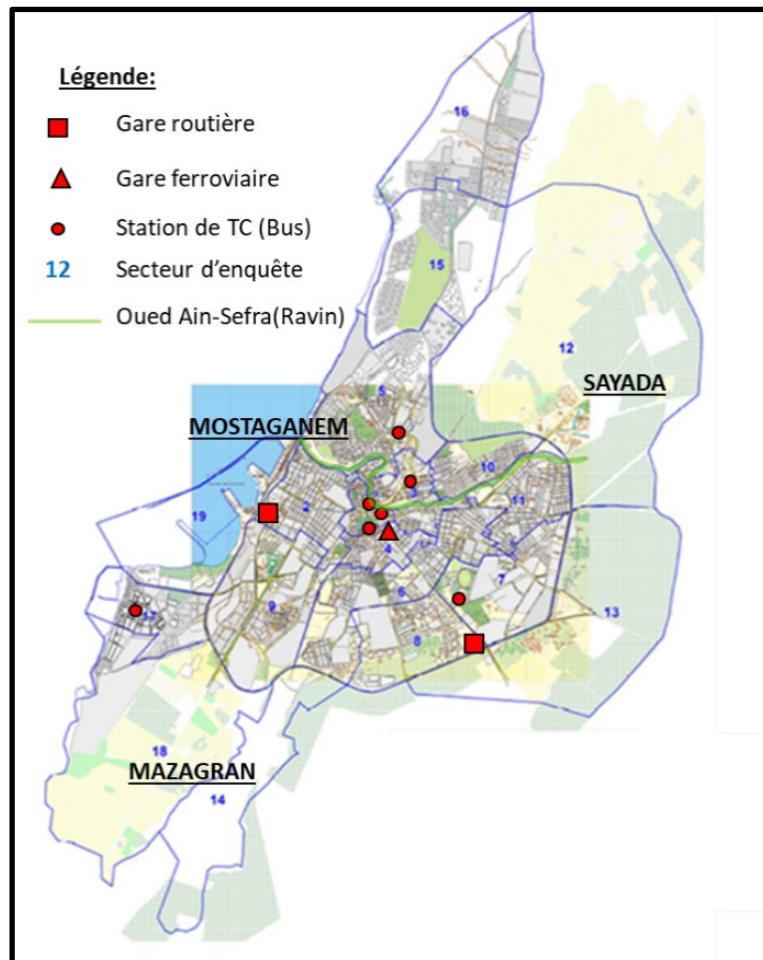 Légende:
Gare routière
Gare ferroviaire
Station de TC (Bus)
12 Secteur d'enquête
Oued Ain-Sefra(Ravin)
16
15
12
SAYADA
5
MOSTAGANEM
10
3
2
11
19
4
7
6
17
9
13
8
18
MAZAGRAN
14